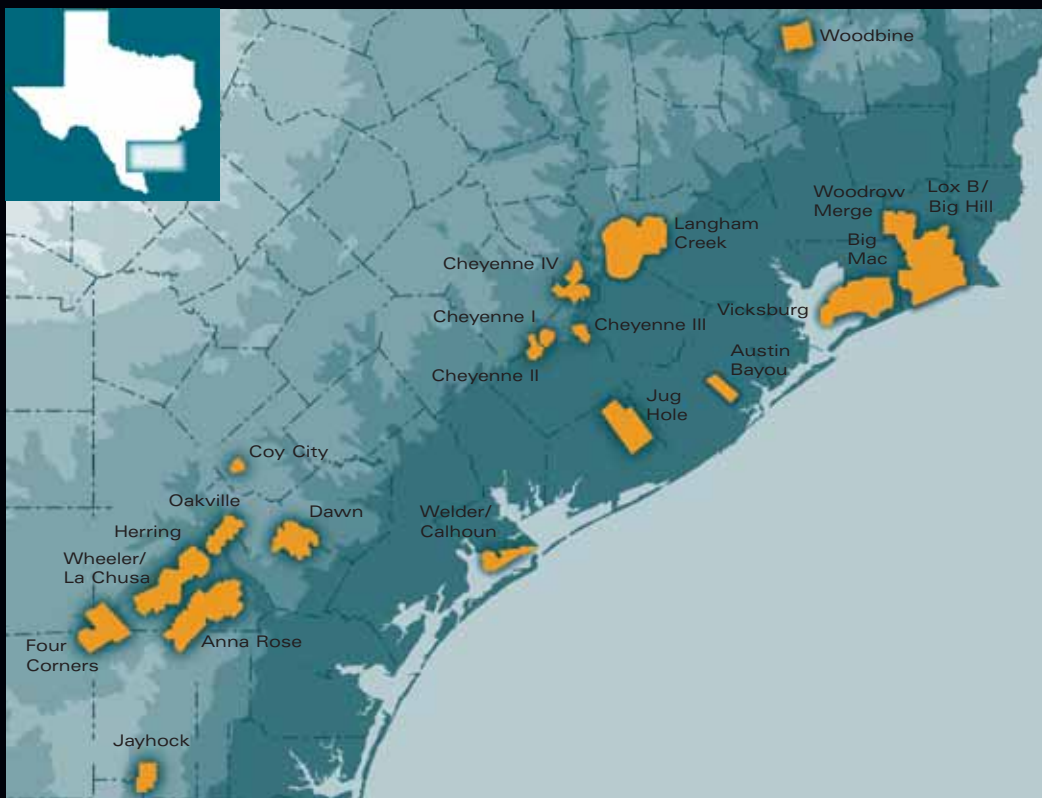 Woodbine
Woodrow
Merge
Lox B/
Big Hill
Langham
Creek
Big
Mac
Cheyenne IV
Vicksburg
Cheyenne I
Cheyenne III
Cheyenne II
Austin
Bayou
Jug
Hole
Coy City
Oakville
Dawn
Welder/
Calhoun
Herring
Wheeler/
La Chusa
Four
Corners
Anna Rose
Jayhock